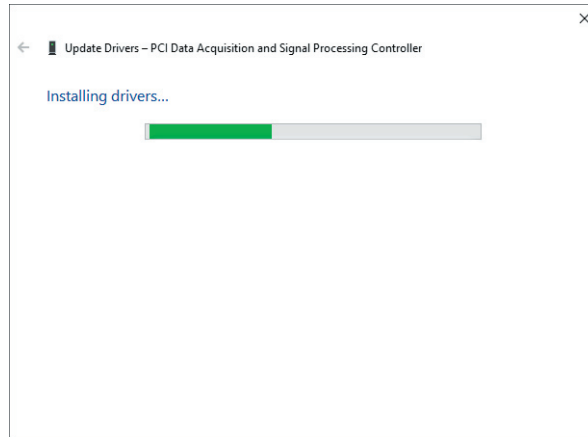 Update Drivers – PCI Data Acquisition and Signal Processing Controller
Installing drivers...